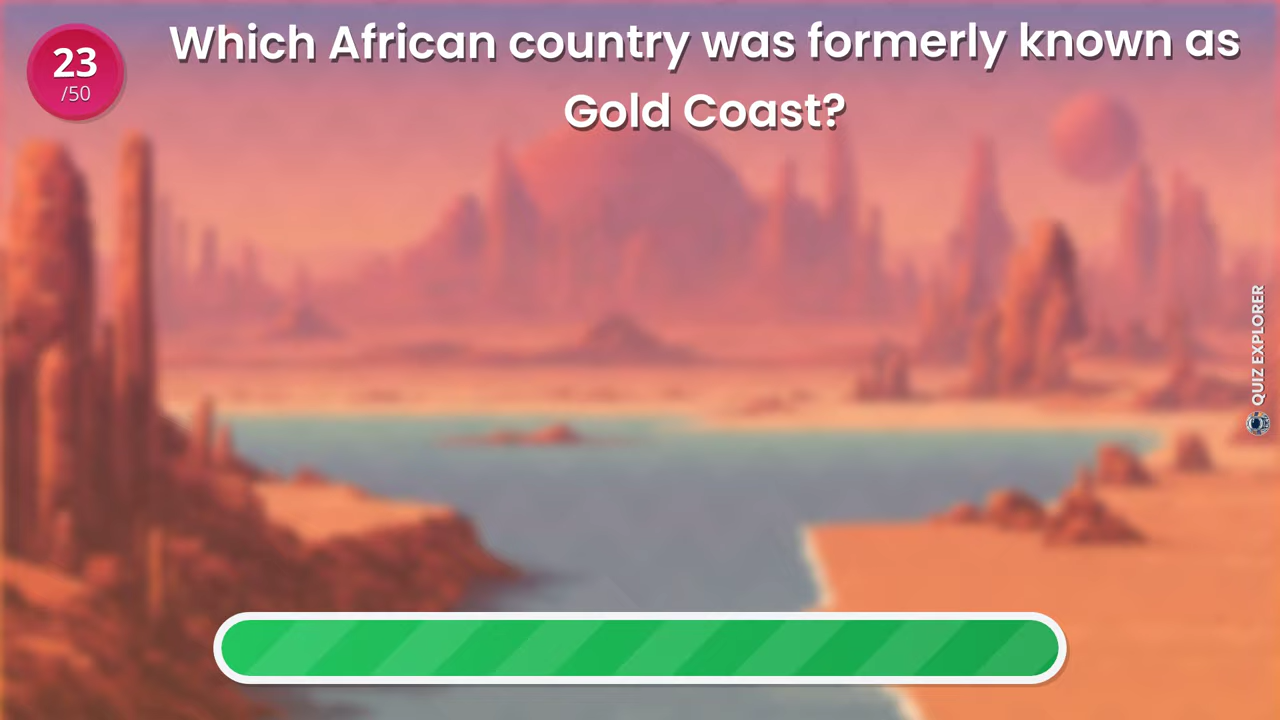 23
/50
Which African country was formerly known as
Gold Coast?
QUIZ EXPLORER